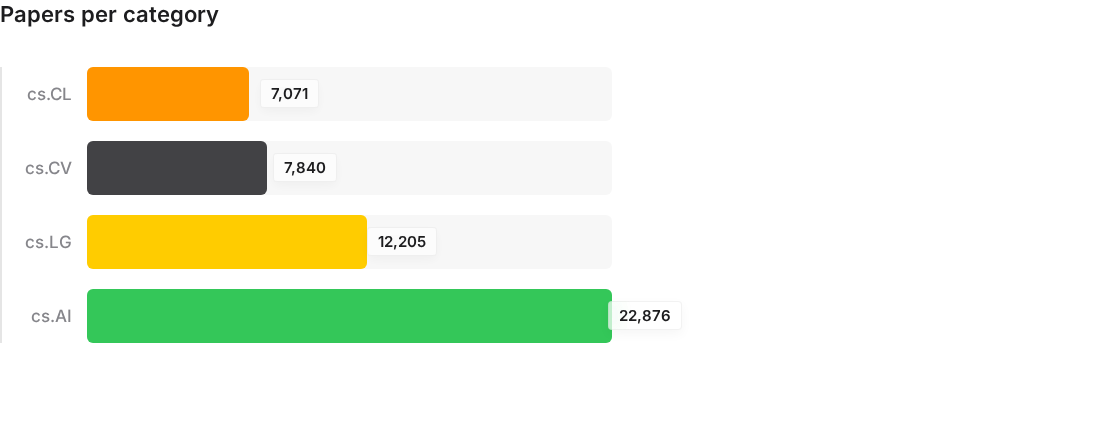 Papers per category
cs.CL 7,071
cs.CV 7,840
cs.LG 12,205
cs.AI 22,876